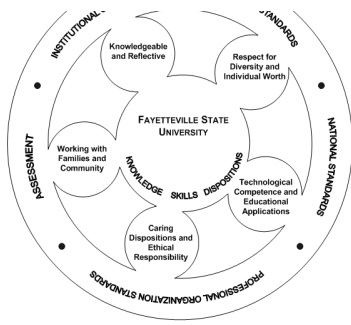 INSTITUTIONAL
STANDARDS
Knowledgeable
and Reflective
Respect for
Diversity and
Individual Worth
FAYETTEVILLE STATE
UNIVERSITY
ASSESSMENT
NATIONAL STANDARDS
Working with
Families and
Community
KNOWLEDGE SKILLS DISPOSITIONS
Technological
Competence and
Educational
Applications
Caring
Dispositions and
Ethical
Responsibility
PROFESSIONAL ORGANIZATION STANDARDS